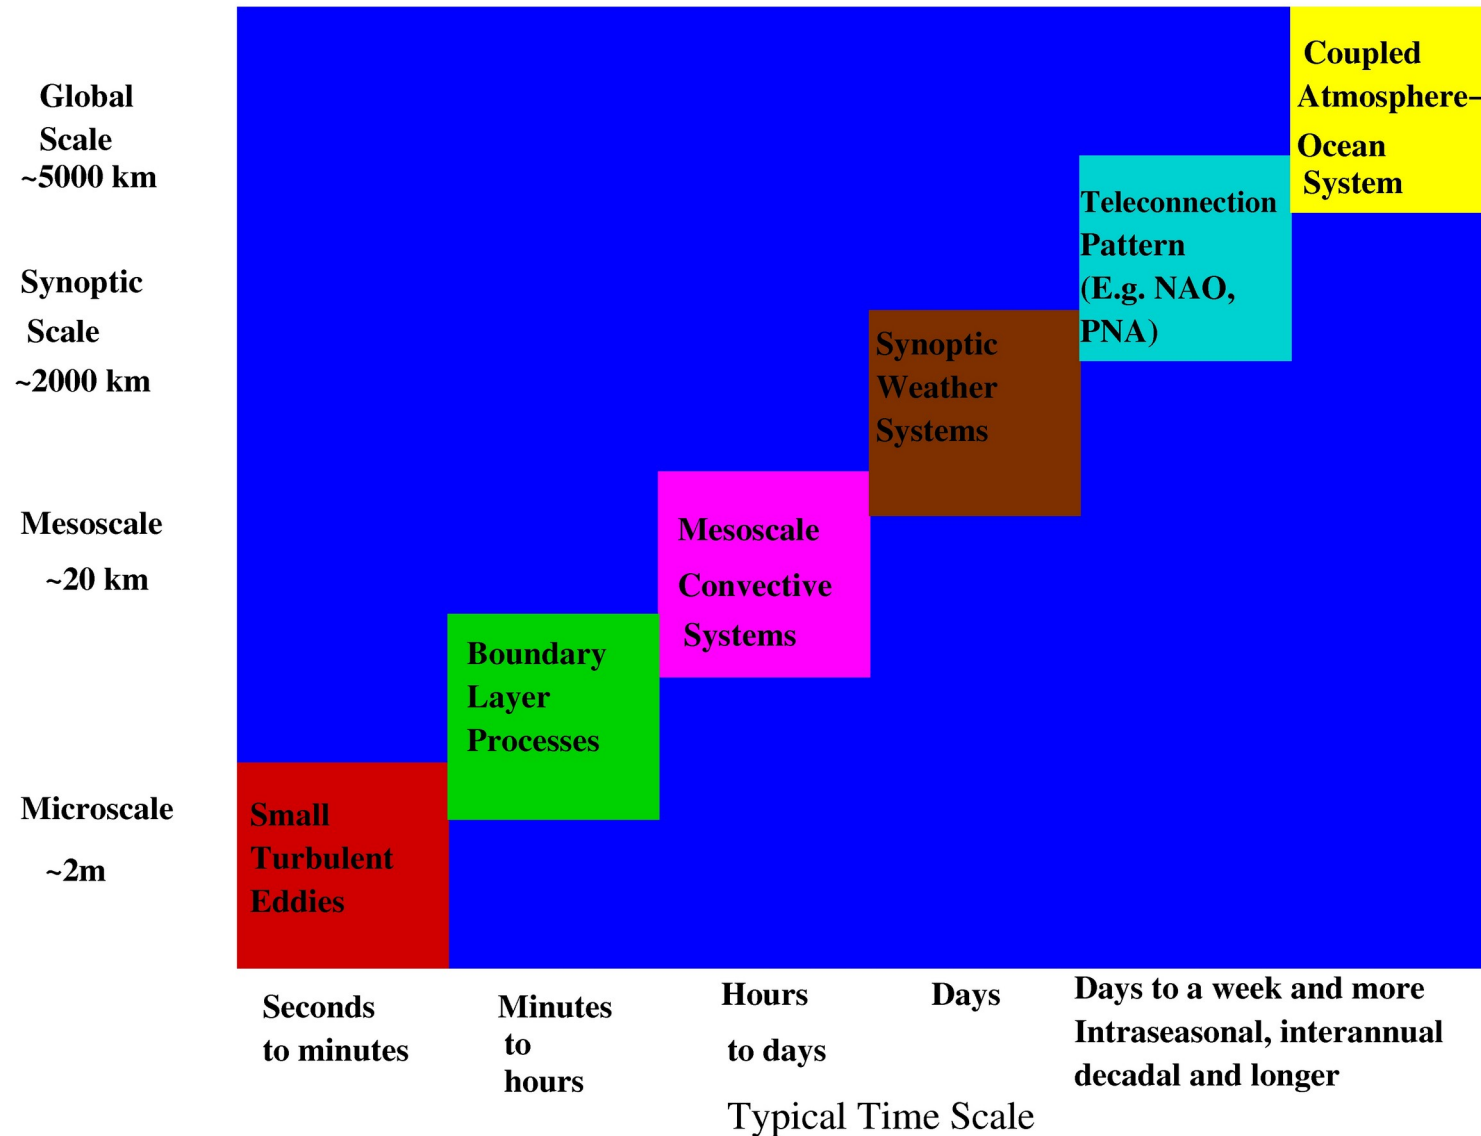 Global
Scale
~5000 km
Synoptic
Scale
~2000 km
Mesoscale
~20 km
Microscale
~2m
Coupled
Atmosphere–
Ocean
System
Teleconnection
Pattern
(E.g. NAO,
PNA)
Synoptic
Weather
Systems
Mesoscale
Convective
Systems
Boundary
Layer
Processes
Small
Turbulent
Eddies
Seconds
to minutes
Minutes
to
hours
Hours
to days
Days
Days to a week and more
Intraseasonal, interannual
decadal and longer
Typical Time Scale